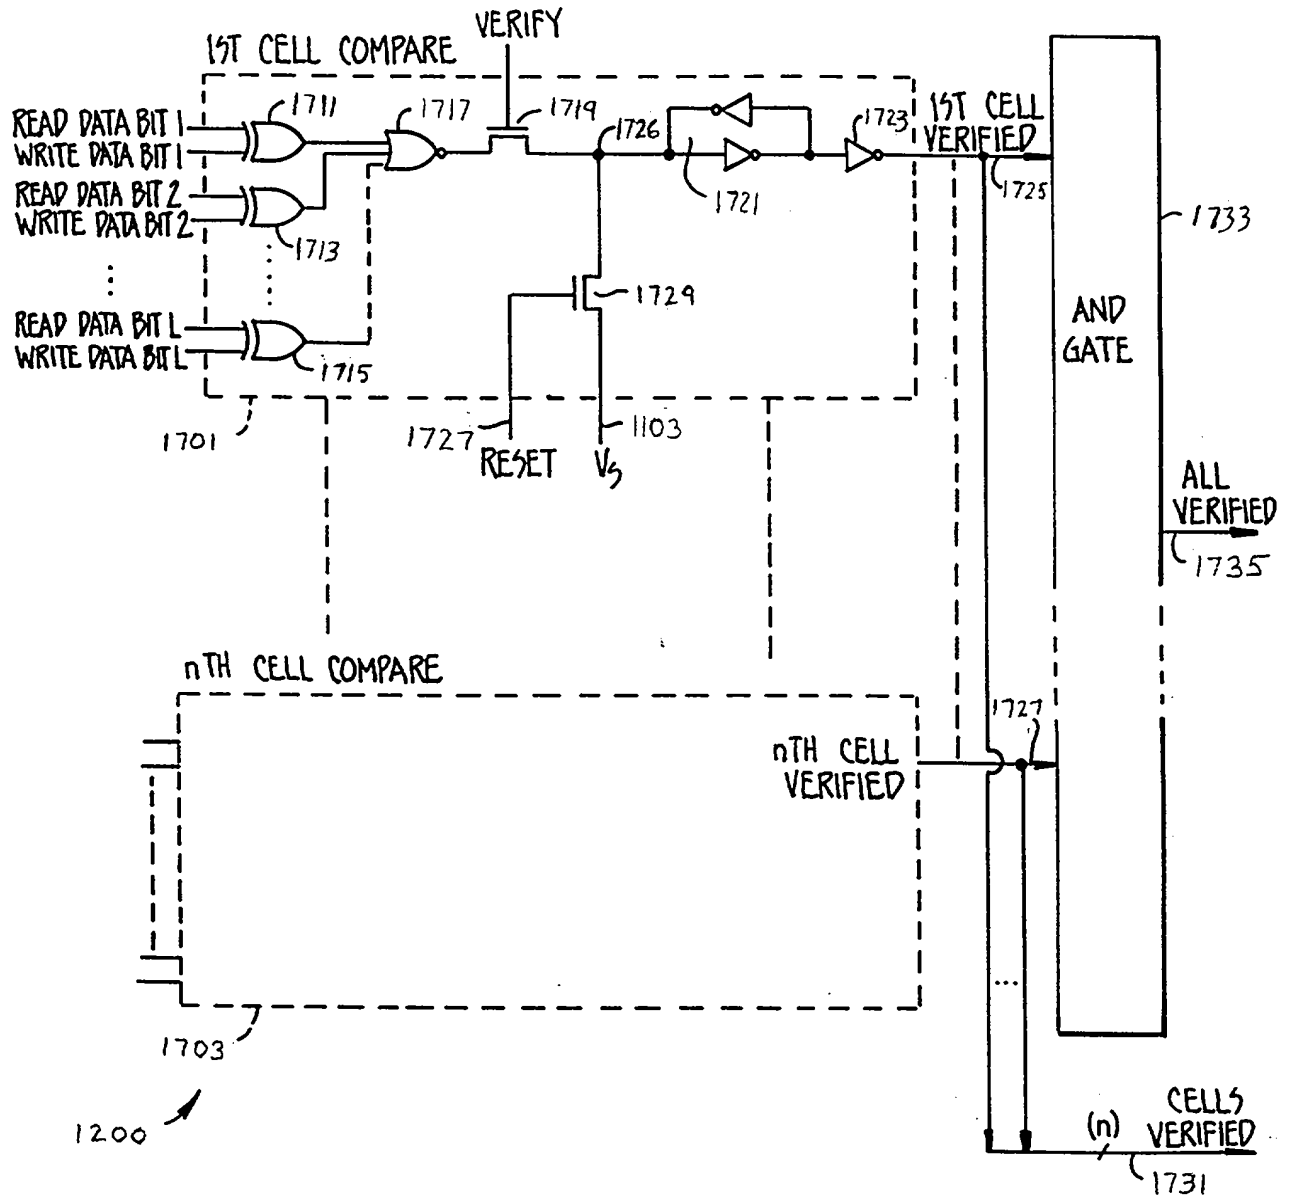 VERIFY
1ST CELL COMPARE
1711
1717
1719
1726
1723
1ST CELL
VERIFIED
READ DATA BIT 1
WRITE DATA BIT 1
1721
1725
READ DATA BIT 2
WRITE DATA BIT 2
1713
1733
1729
AND
GATE
READ DATA BIT L
WRITE DATA BIT L
1715
1701
1727
1103
RESET
VS
ALL
VERIFIED
1735
nTH CELL COMPARE
1727
nTH CELL
VERIFIED
...
1703
1200
(n)
CELLS
VERIFIED
1731